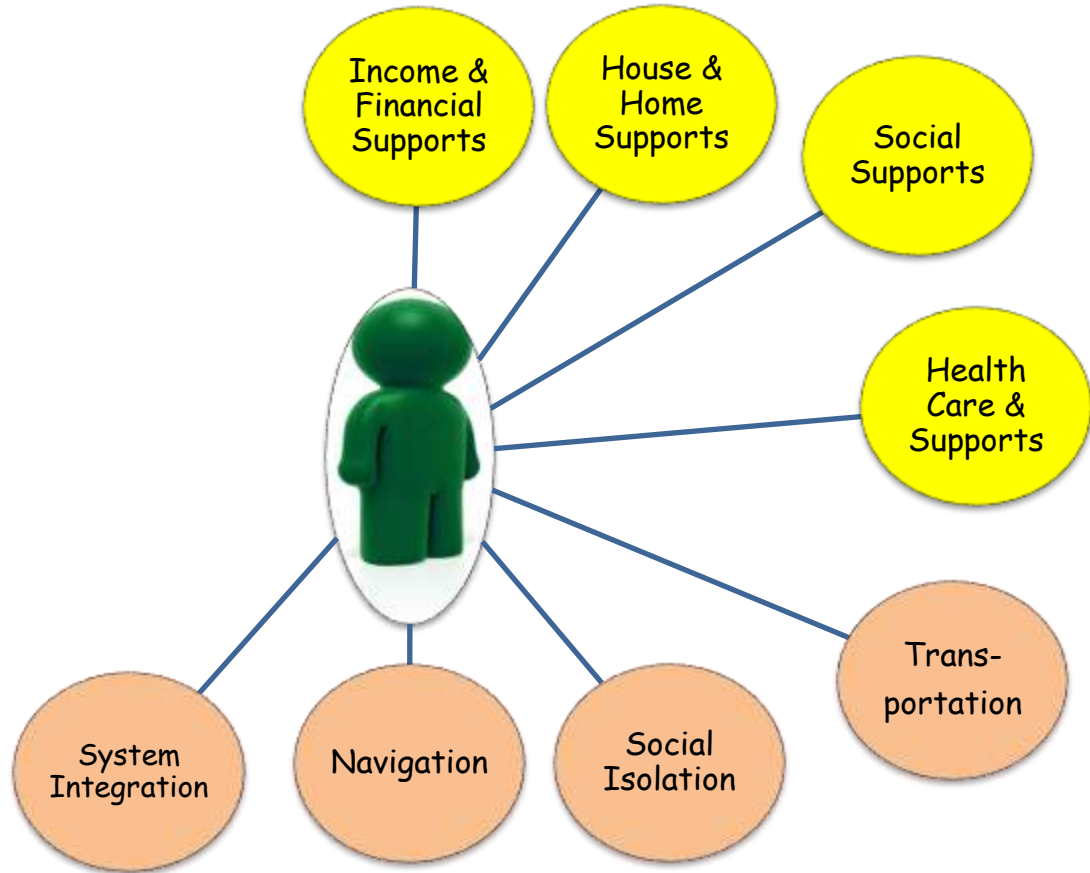 Income &
Financial
Supports
House &
Home
Supports
Social
Supports
Health
Care &
Supports
Trans-
portation
Social
Isolation
Navigation
System
Integration